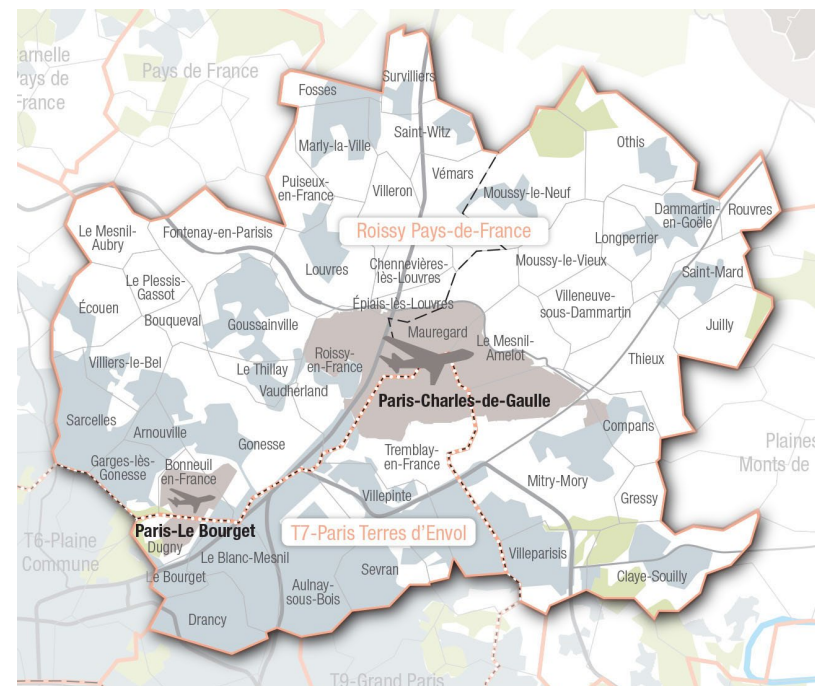 Carnelle
Pays de
France
Pays de France
Survilliers
Fosses
Saint-Witz
Marly-la-Ville
Othis
Vémars
Puiseux-
en-France
Villeron
Moussy-le-Neuf
Dammartin-
en-Goële
Rouvres
Le Mesnil-
Aubry
Fontenay-en-Parisis
Roissy Pays-de-France
Longperrier
Louvres
Chennevières-
lès-Louvres
Moussy-le-Vieux
Saint-Mard
Le Plessis-
Gassot
Écouen
Bouqueval
Épiais-lès-Louvres
Villeneuve-
sous-Dammartin
Goussainville
Mauregard
Juilly
Le Mesnil-
Amelot
Villiers-le-Bel
Roissy-
en-France
Thieux
Le Thillay
Vaudherland
Paris-Charles-de-Gaulle
Sarcelles
Arnouville
Compans
Gonesse
Tremblay-
en-France
Plaines
Monts de
Garges-lès-
Gonesse
Bonneuil
en-France
Mitry-Mory
Villepinte
Gressy
Paris-Le Bourget
T7-Paris Terres d'Envol
T6-Plaine
Commune
Dugny
Le Blanc-Mesnil
Villeparisis
Le Bourget
Sevran
Claye-Souilly
Aulnay-
sous-Bois
Drancy
T9-Grand Paris